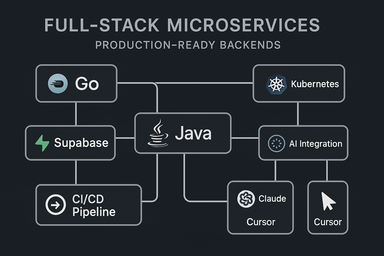 FULL-STACK MICROSERVICES
PRODUCTION-READY BACKENDS
Go
Kubernetes
Java
Supabase
AI Integration
CI/CD
Pipeline
Claude
Cursor
Cursor